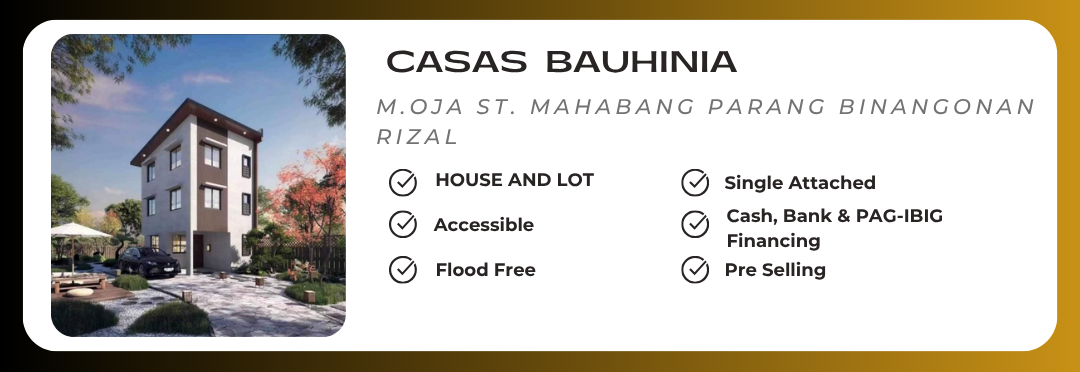 CASAS BAUHINIA
M.OJA ST. MAHABANG PARANG BINANGONAN
RIZAL
HOUSE AND LOT
Accessible
Flood Free
Single Attached
Cash, Bank & PAG-IBIG
Financing
Pre Selling